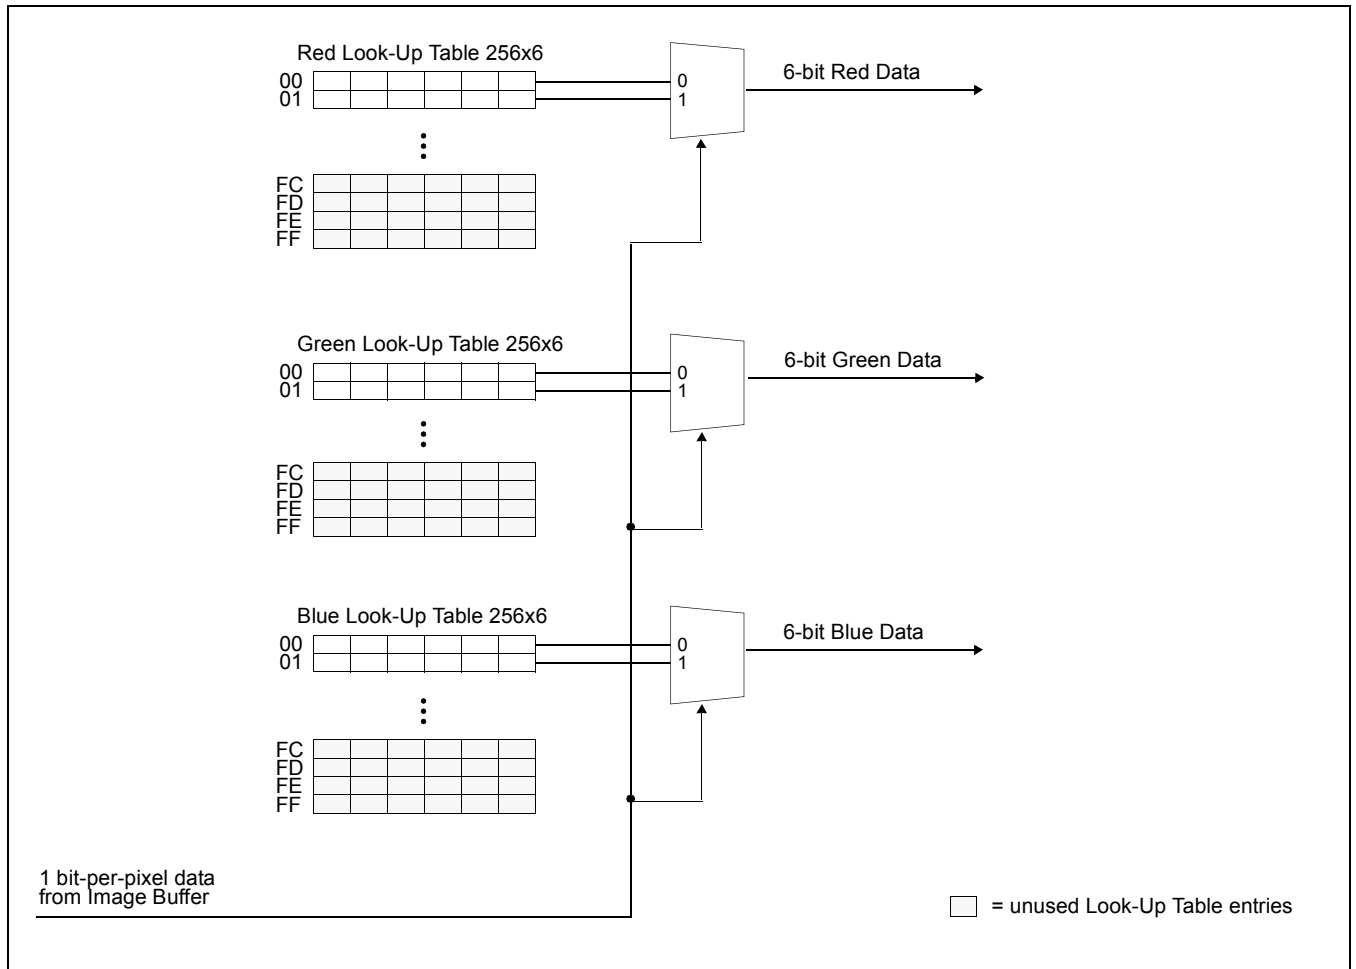 Red Look-Up Table 256x6
00
01
FC
FD
FE
FF
0
1
6-bit Red Data
Green Look-Up Table 256x6
00
01
FC
FD
FE
FF
0
1
6-bit Green Data
Blue Look-Up Table 256x6
00
01
FC
FD
FE
FF
0
1
6-bit Blue Data
1 bit-per-pixel data
from Image Buffer
= unused Look-Up Table entries